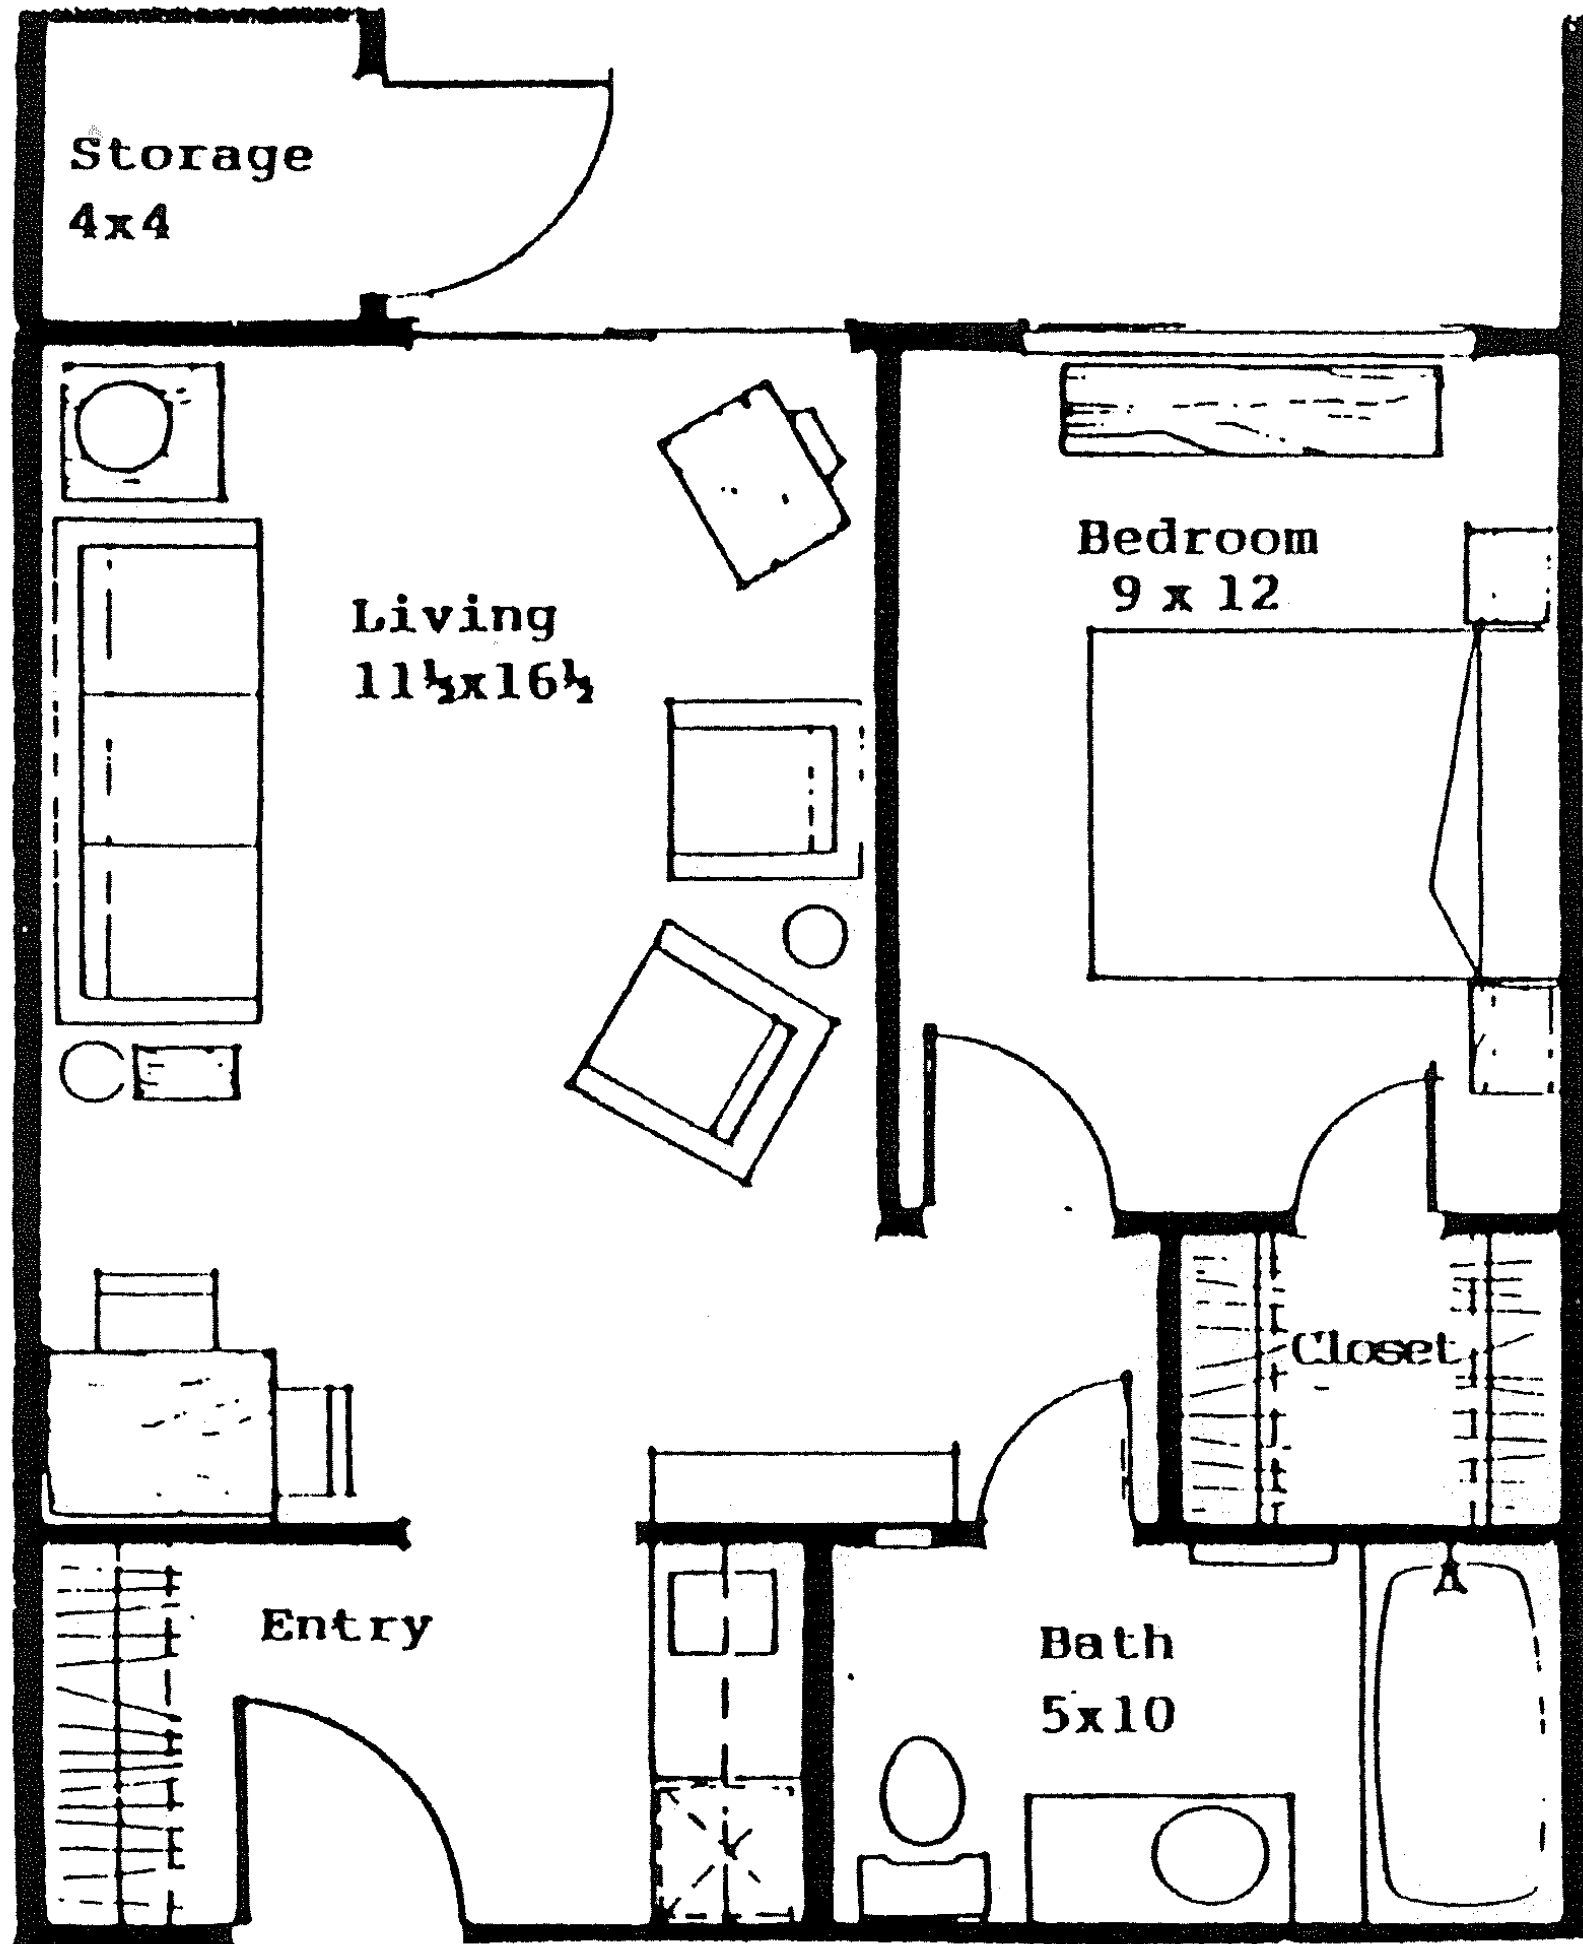 Storage
4x4
Bedroom
9 x 12
Living
11½x16½
Closet
Entry
Bath
5x10